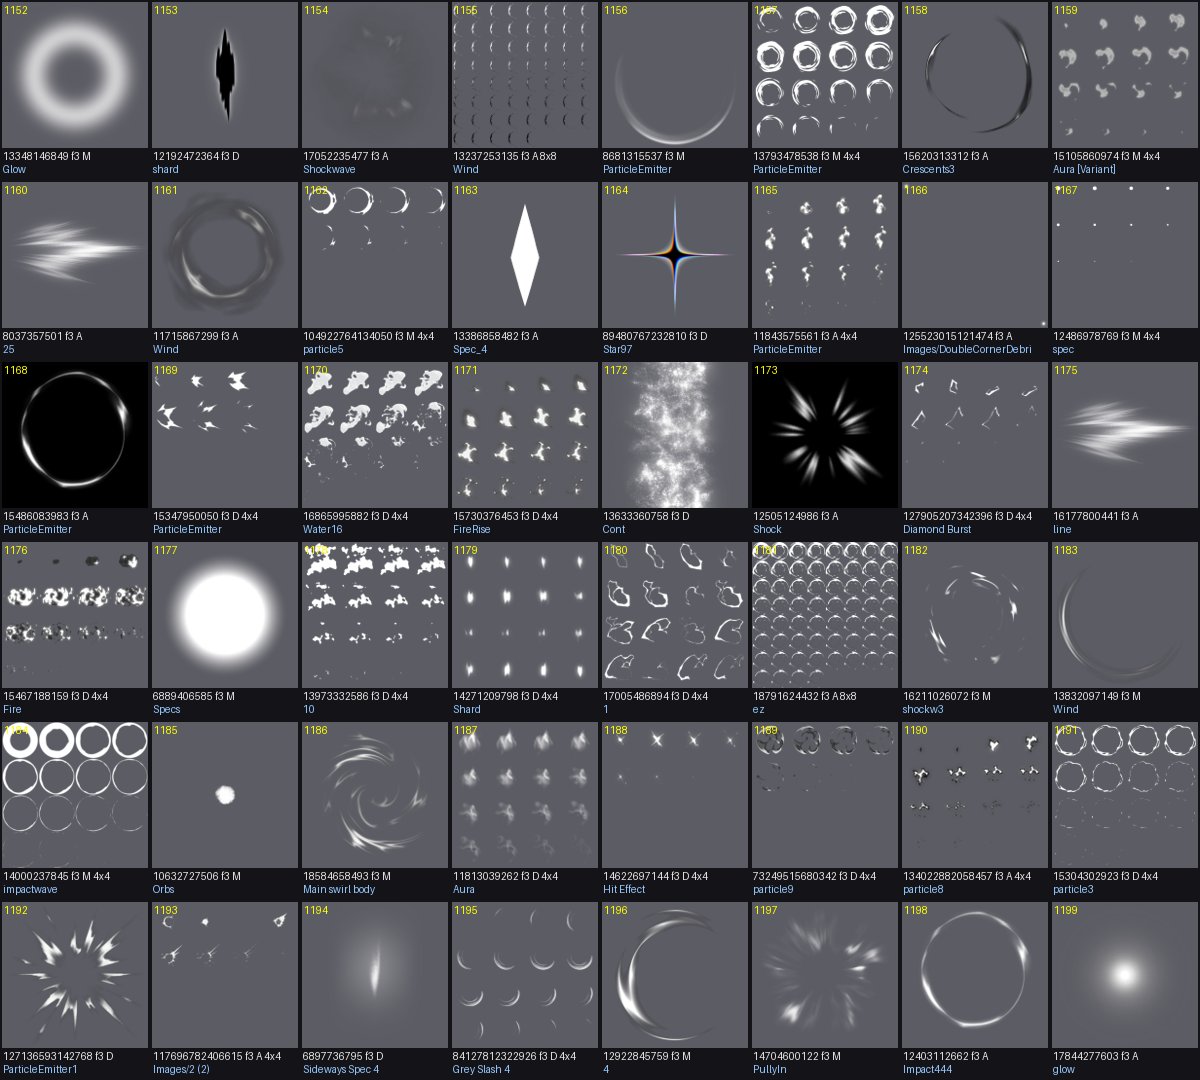 1152 1153 1154 1155 1156 1157 1158 1159
13348146849 f3 M 12192472364 f3 D 17052235477 f3 A 13237253135 f3 A 8x8 8681315537 f3 M 13793478538 f3 M 4x4 15620313312 f3 A 15105860974 f3 M 4x4
Glow shard Shockwave Wind ParticleEmitter ParticleEmitter Crescents3 Aura [Variant]
1160 1161 1162 1163 1164 1165 1166 1167
8037357501 f3 A 11715867299 f3 A 104922764134050 f3 M 4x4 13386858482 f3 A 89480767232810 f3 D 11843575561 f3 A 4x4 125523015121474 f3 A 12486978769 f3 M 4x4
25 Wind particle5 Spec_4 Star97 ParticleEmitter Images/DoubleCornerDebri spec
1168 1169 1170 1171 1172 1173 1174 1175
15486083983 f3 A 15347950050 f3 D 4x4 16865995882 f3 D 4x4 15730376453 f3 D 4x4 13633360758 f3 D 12505124986 f3 A 127905207342396 f3 D 4x4 16177800441 f3 A
ParticleEmitter ParticleEmitter Water16 FireRise Cont Shock Diamond Burst line
1176 1177 1178 1179 1180 1181 1182 1183
15467188159 f3 D 4x4 6889406585 f3 M 13973332586 f3 D 4x4 14271209798 f3 D 4x4 17005486894 f3 D 4x4 18791624432 f3 A 8x8 16211026072 f3 M 13832097149 f3 M
Fire Specs 10 Shard 1 ez shockw3 Wind
1184 1185 1186 1187 1188 1189 1190 1191
14000237845 f3 M 4x4 10632727506 f3 M 18584658493 f3 M 11813039262 f3 D 4x4 14622697144 f3 D 4x4 73249515680342 f3 D 4x4 134022882058457 f3 A 4x4 15304302923 f3 D 4x4
impactwave Orbs Main swirl body Aura Hit Effect particle9 particle8 particle3
1192 1193 1194 1195 1196 1197 1198 1199
127136593142768 f3 D 117696782406615 f3 A 4x4 6897736795 f3 D 84127812322926 f3 D 4x4 12922845759 f3 M 14704600122 f3 M 12403112662 f3 A 17844277603 f3 A
ParticleEmitter1 Images/2 (2) Sideways Spec 4 Grey Slash 4 4 PullyIn Impact444 glow